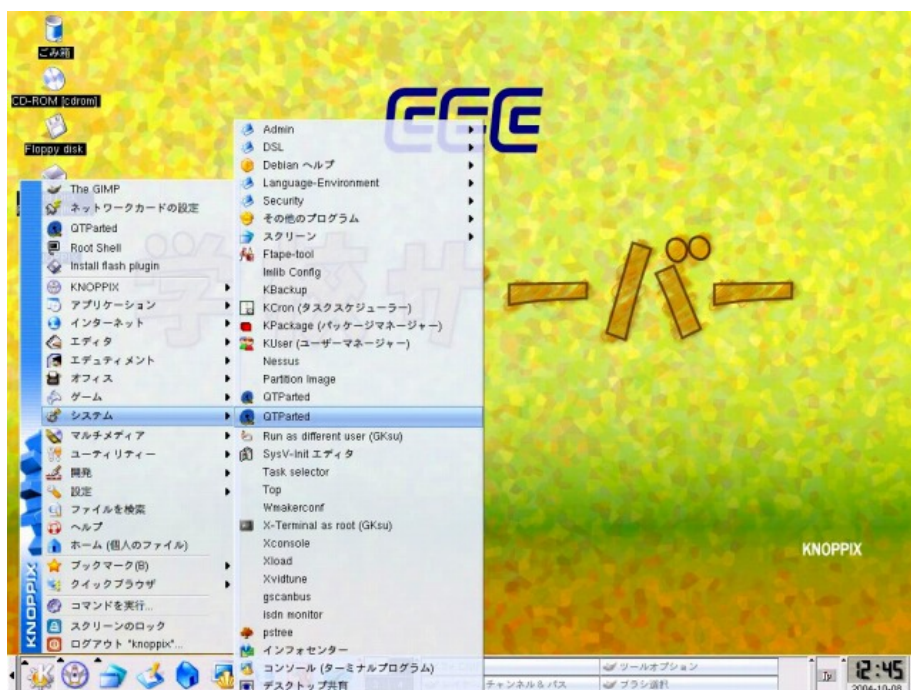 ごみ箱
CD-ROM [cdrom]
Floppy disk
CEC
学校サーバー
KNOPPIX
The GIMP
ネットワークカードの設定
QTParted
Root Shell
Install flash plugin
KNOPPIX
アプリケーション
インターネット
エディタ
エデュティメント
オフィス
ゲーム
システム
マルチメディア
ユーティリティー
開発
設定
ファイルを検索
ヘルプ
ホーム (個人のファイル)
ブックマーク(B)
クイックブラウザ
コマンドを実行...
スクリーンのロック
ログアウト "knoppix"...
KNOPPIX
Admin
DSL
Debian ヘルプ
Language-Environment
Security
その他のプログラム
スクリーン
Ftape-tool
Imlib Config
KBackup
KCron (タスクスケジューラー)
KPackage (パッケージマネージャー)
KUser (ユーザーマネージャー)
Nessus
Partition Image
QTParted
QTParted
Run as different user (GKsu)
SysV-Init エディタ
Task selector
Top
Wmakerconf
X-Terminal as root (GKsu)
Xconsole
Xload
Xvidtune
gscanbus
isdn monitor
pstree
インフォセンター
コンソール (ターミナルプログラム)
デスクトップ共有
ツールオプション
チャンネル & パス
ブラシ選択
12:45
2004-10-08